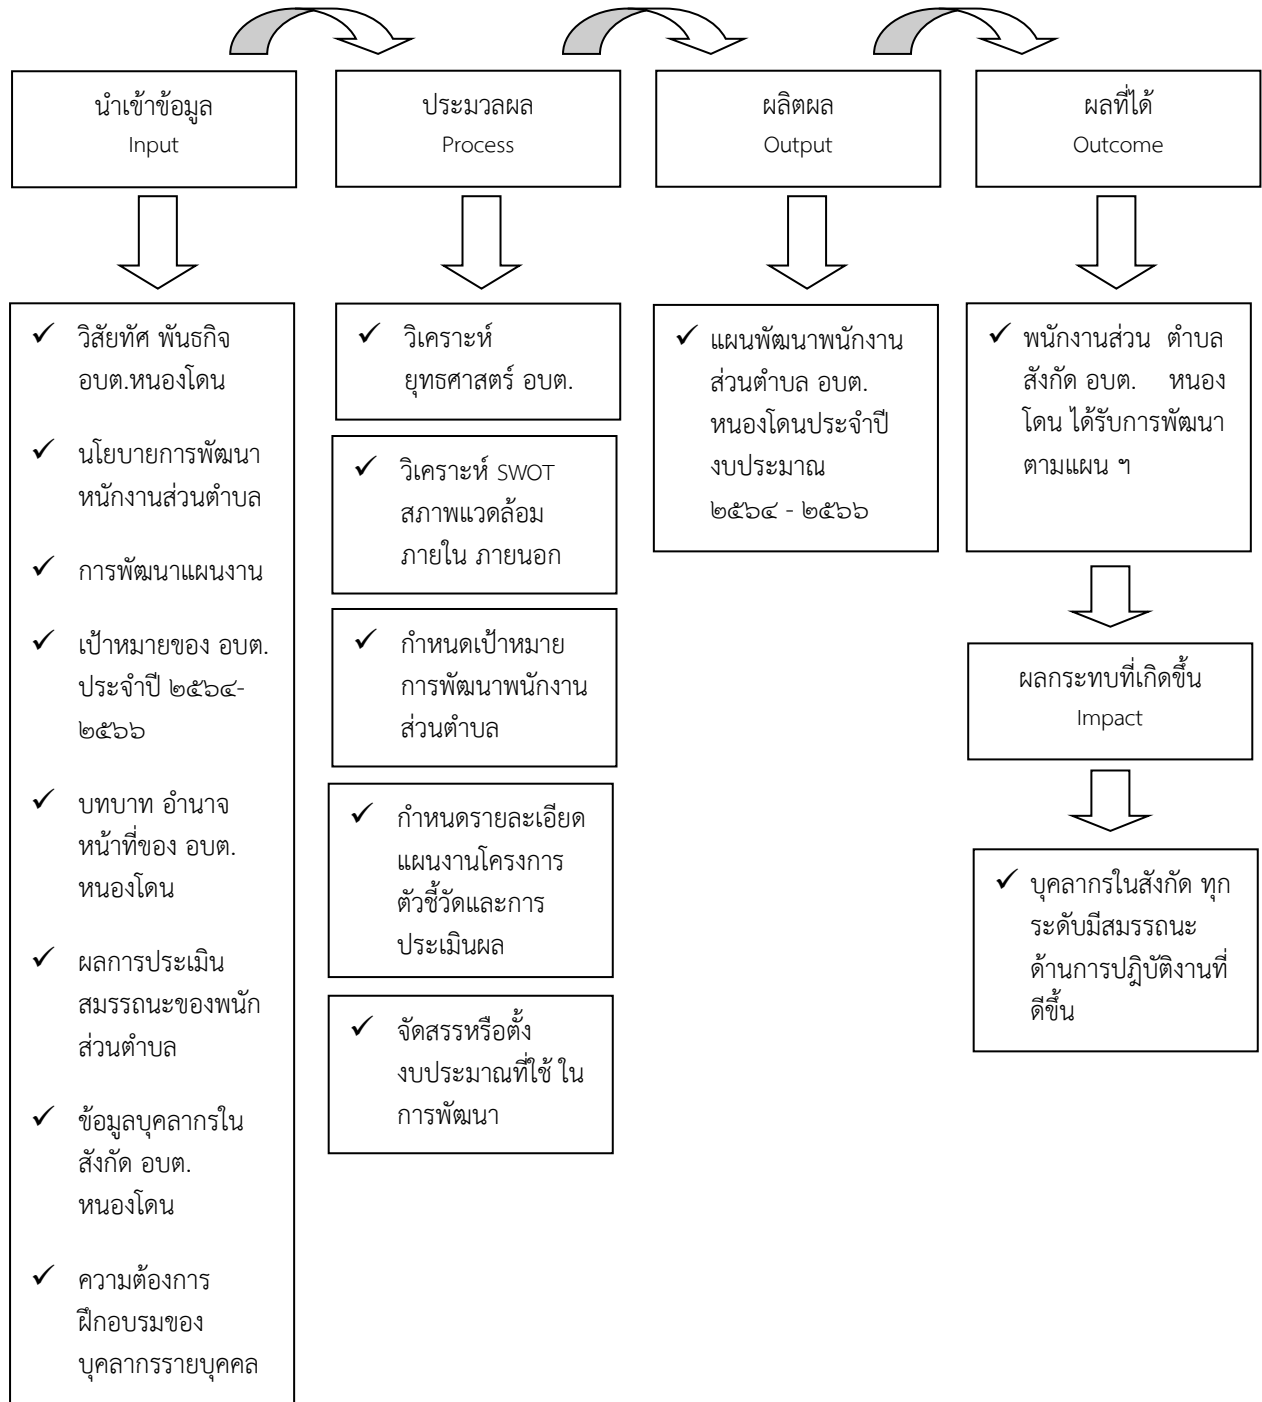 นำเข้าข้อมูล
Input
ประมวลผล
Process
ผลิตผล
Output
ผลที่ได้
Outcome
วิสัยทัศ พันธกิจ
อบต.หนองโดน
นโยบายการพัฒนา
หนักงานส่วนตำบล
การพัฒนาแผนงาน
เป้าหมายของ อบต.
ประจำปี ๒๕๖๔-
๒๕๖๖
บทบาท อำนาจ
หน้าที่ของ อบต.
หนองโดน
ผลการประเมิน
สมรรถนะของพนัก
ส่วนตำบล
ข้อมูลบุคลากรใน
สังกัด อบต.
หนองโดน
ความต้องการ
ฝึกอบรมของ
บุคลากรรายบุคคล
วิเคราะห์
ยุทธศาสตร์ อบต.
วิเคราะห์ SWOT
สภาพแวดล้อม
ภายใน ภายนอก
กำหนดเป้าหมาย
การพัฒนาพนักงาน
ส่วนตำบล
กำหนดรายละเอียด
แผนงานโครงการ
ตัวชี้วัดและการ
ประเมินผล
จัดสรรหรือตั้ง
งบประมาณที่ใช้ ใน
การพัฒนา
แผนพัฒนาพนักงาน
ส่วนตำบล อบต.
หนองโดนประจำปี
งบประมาณ
๒๕๖๔ - ๒๕๖๖
พนักงานส่วน ตำบล
สังกัด อบต. หนอง
โดน ได้รับการพัฒนา
ตามแผน ฯ
ผลกระทบที่เกิดขึ้น
Impact
บุคลากรในสังกัด ทุก
ระดับมีสมรรถนะ
ด้านการปฎิบัติงานที่
ดีขึ้น